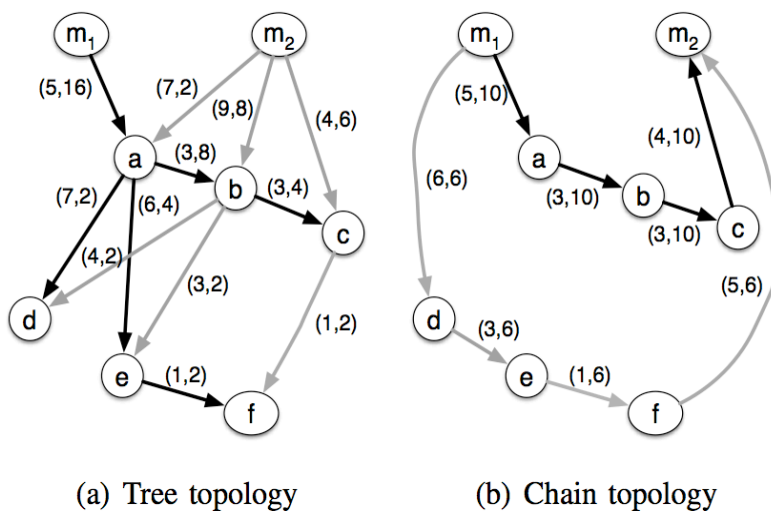 m1 m2 m1 m2
(5,16) (7,2) (9,8) (4,6) (5,10) (4,10)
a (3,8) b (3,4) c a (3,10) b (3,10) c
(7,2) (6,4) (6,6)
(4,2) (3,2) (1,2) (5,6)
d d (3,6)
e (1,2) f e (1,6) f
(a) Tree topology (b) Chain topology